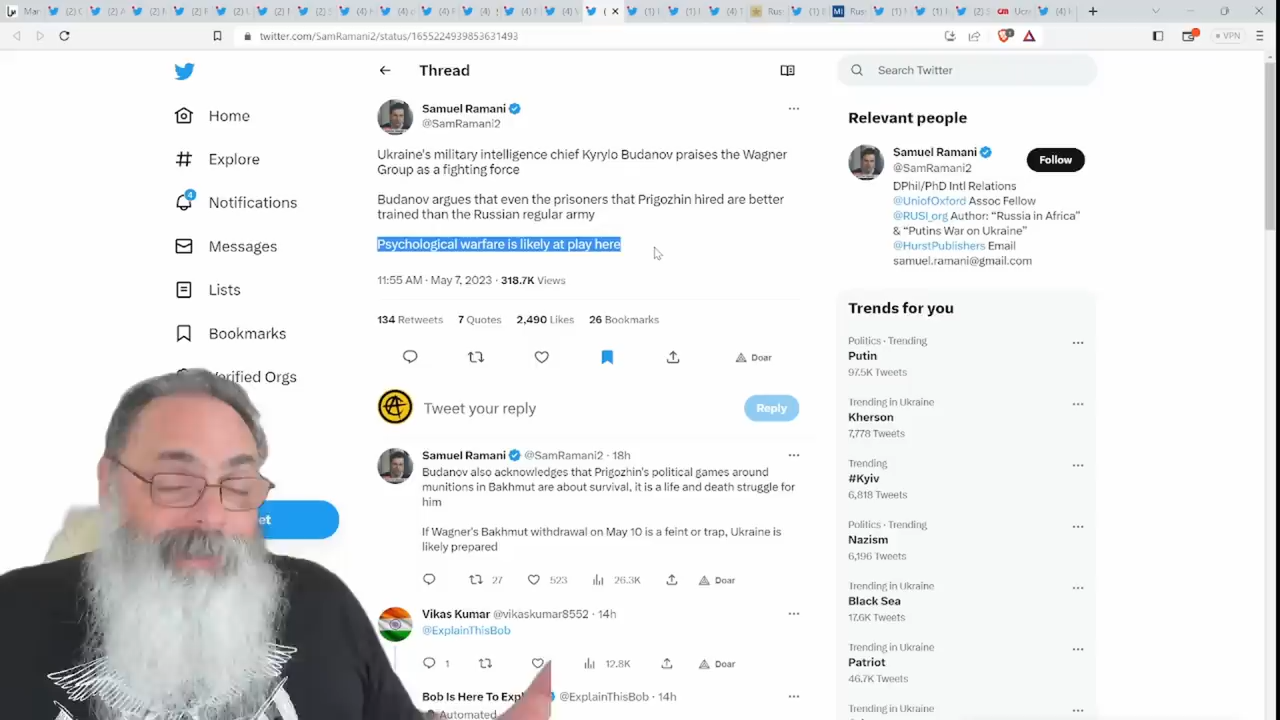 Mar
twitter.com/SamRamani2/status/1655224939853631493
VPN
Home
Explore
4
Notifications
Messages
Lists
Bookmarks
Verified Orgs
et
Thread
Samuel Ramani
@SamRamani2
Ukraine's military intelligence chief Kyrylo Budanov praises the Wagner
Group as a fighting force
Budanov argues that even the prisoners that Prigozhin hired are better
trained than the Russian regular army
Psychological warfare is likely at play here
11:55 AM · May 7, 2023 · 318.7K Views
134 Retweets 7 Quotes 2,490 Likes 26 Bookmarks
Doar
Tweet your reply
Reply
Samuel Ramani @SamRamani2 · 18h
Budanov also acknowledges that Prigozhin's political games around
munitions in Bakhmut are about survival, it is a life and death struggle for
him
If Wagner's Bakhmut withdrawal on May 10 is a feint or trap, Ukraine is
likely prepared
27 523 26.3K Doar
Vikas Kumar @vikaskumar8552 · 14h
@ExplainThisBob
1 12.8K Doar
Bob Is Here To Expl @ExplainThisBob · 14h
Automated
Search Twitter
Relevant people
Samuel Ramani
@SamRamani2
Follow
DPhil/PhD Intl Relations
@UniofOxford Assoc Fellow
@RUSI_org Author: "Russia in Africa"
& "Putins War on Ukraine"
@HurstPublishers Email
samuel.ramani@gmail.com
Trends for you
Politics · Trending
Putin
97.5K Tweets
Trending in Ukraine
Kherson
7,778 Tweets
Trending
#Kyiv
6,818 Tweets
Politics · Trending
Nazism
6,196 Tweets
Trending in Ukraine
Black Sea
17.6K Tweets
Trending in Ukraine
Patriot
46.7K Tweets
Trending in Ukraine